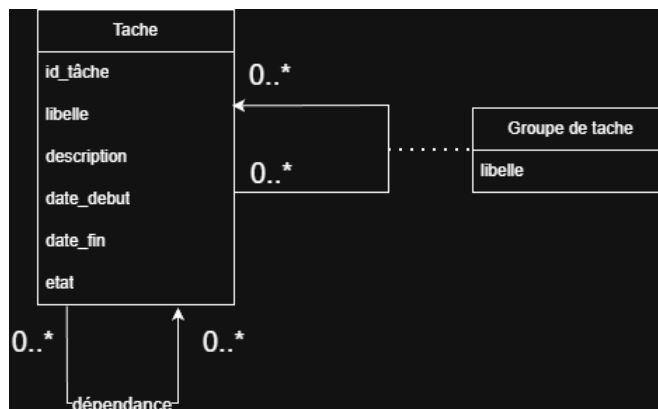 Tache
id_tâche
libelle
description
date_debut
date_fin
etat
0..*
0..*
Groupe de tache
libelle
0..*
0..*
dépendance